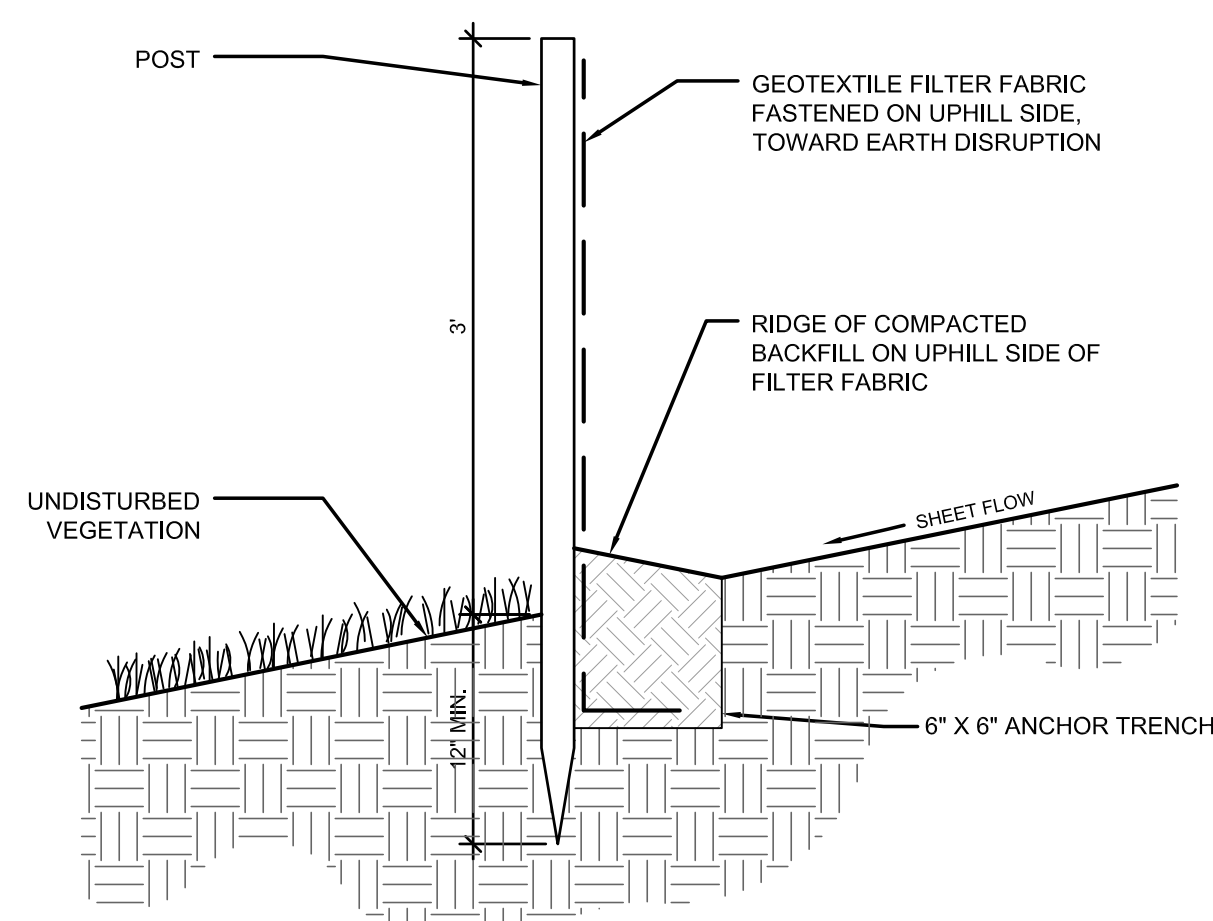 POST
GEOTEXTILE FILTER FABRIC
FASTENED ON UPHILL SIDE,
TOWARD EARTH DISRUPTION
3'
RIDGE OF COMPACTED
BACKFILL ON UPHILL SIDE OF
FILTER FABRIC
UNDISTURBED
VEGETATION
SHEET FLOW
12" MIN.
6" X 6" ANCHOR TRENCH